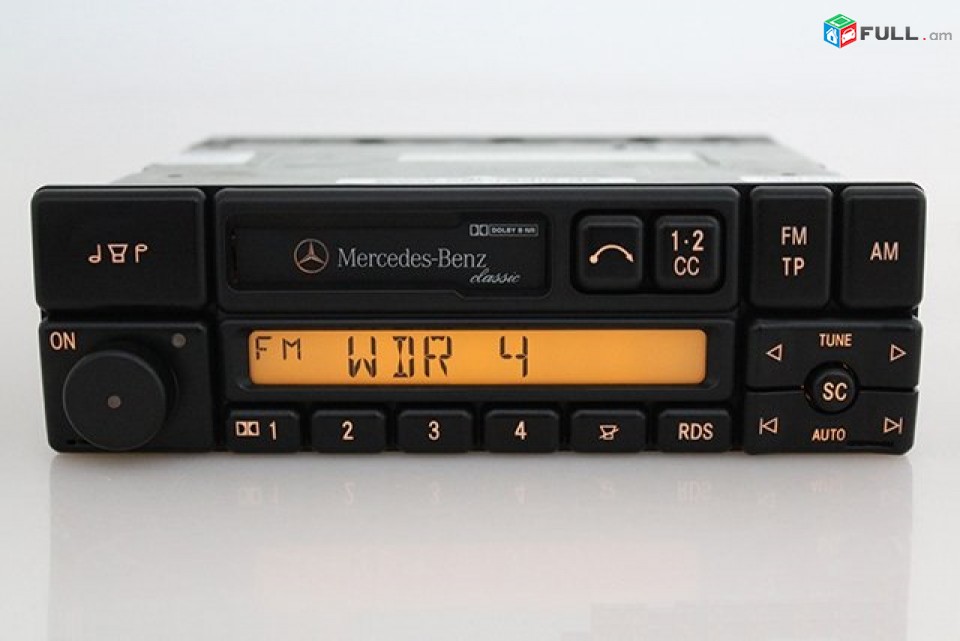 FULL.am
DOLBY B NR
Mercedes-Benz
classic
1·2
CC
FM
TP
AM
ON
FM WDR 4
TUNE
SC
AUTO
1
2
3
4
RDS